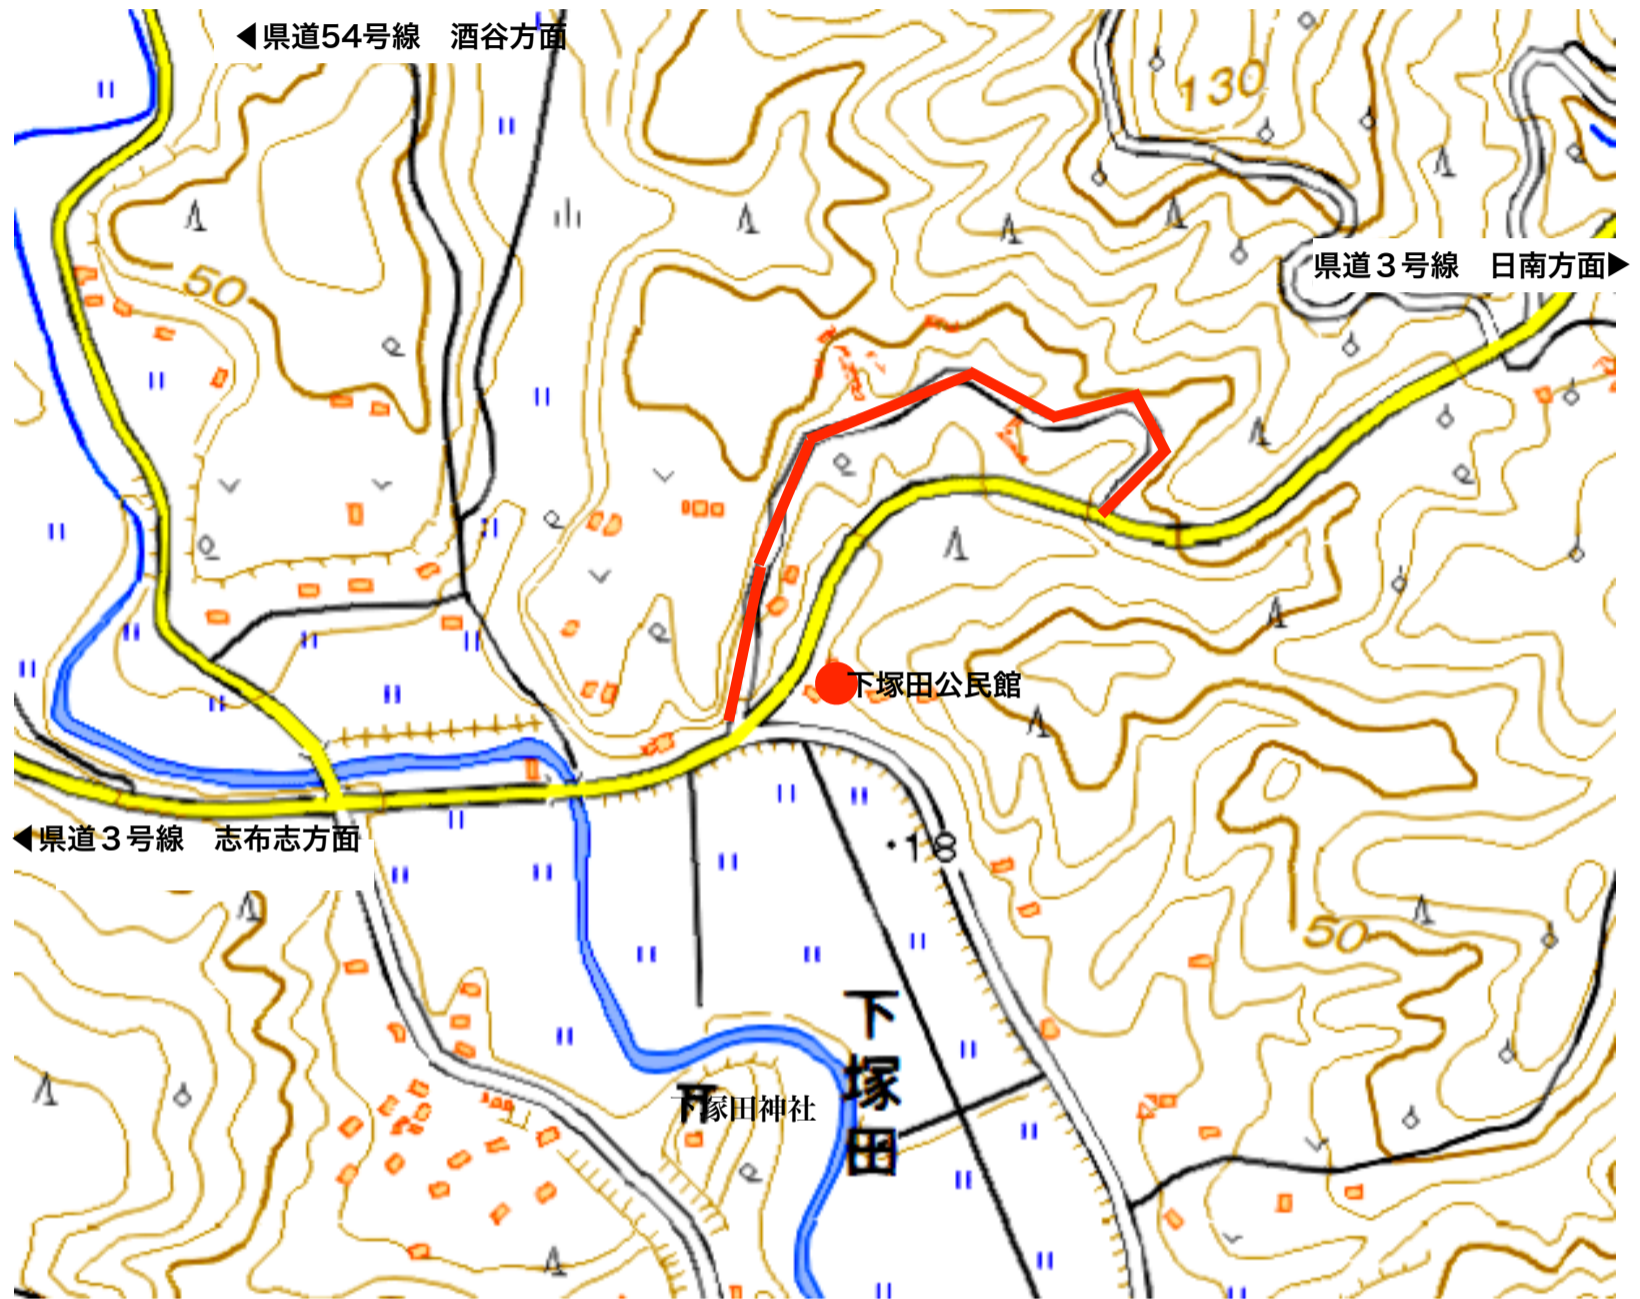 ◀県道54号線　酒谷方面
130
県道３号線　日南方面▶
50
下塚田公民館
◀県道３号線　志布志方面
・18
50
下塚田
下塚田神社